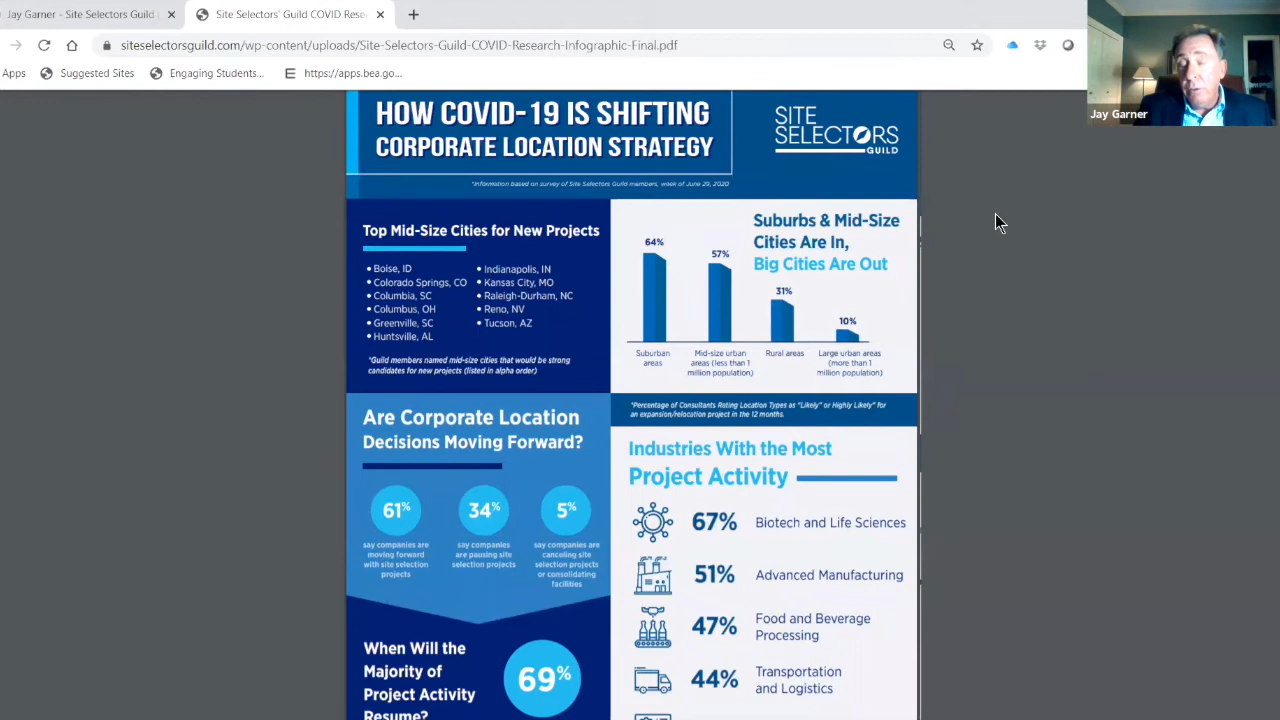 Jay Garner - Site Selectors Guild
Site Selectors' Guild COVID Rese
siteselectorsguild.com/wp-content/uploads/Site-Selectors-Guild-COVID-Research-Infographic-Final.pdf
Apps
Suggested Sites
Engaging Students...
https://apps.bea.go...
Jay Garner
HOW COVID-19 IS SHIFTING
CORPORATE LOCATION STRATEGY
SITE
SELECTORS
GUILD
*Information based on survey of Site Selectors Guild members, week of June 29, 2020
Top Mid-Size Cities for New Projects
• Boise, ID
• Colorado Springs, CO
• Columbia, SC
• Columbus, OH
• Greenville, SC
• Huntsville, AL
• Indianapolis, IN
• Kansas City, MO
• Raleigh-Durham, NC
• Reno, NV
• Tucson, AZ
*Guild members named mid-size cities that would be strong
candidates for new projects (listed in alpha order)
Suburbs & Mid-Size
Cities Are In,
Big Cities Are Out
64%
57%
31%
10%
Suburban
areas
Mid-size urban
areas (less than 1
million population)
Rural areas
Large urban areas
(more than 1
million population)
*Percentage of Consultants Rating Location Types as "Likely" or Highly Likely" for
an expansion/relocation project in the 12 months.
Are Corporate Location
Decisions Moving Forward?
61%
say companies are
moving forward
with site selection
projects
34%
say companies
are pausing site
selection projects
5%
say companies are
canceling site
selection projects
or consolidating
facilities
When Will the
Majority of
Project Activity
Resume?
69%
Industries With the Most
Project Activity
67% Biotech and Life Sciences
51% Advanced Manufacturing
47% Food and Beverage
Processing
44% Transportation
and Logistics